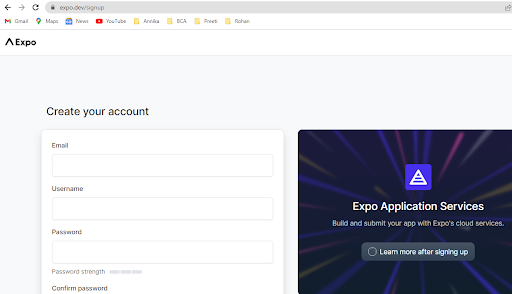 expo.dev/signup
Gmail Maps News YouTube Annika BCA Preeti Rohan
Expo
Create your account
Email
Username
Password
Password strength
Confirm password
Expo Application Services
Build and submit your app with Expo's cloud services.
Learn more after signing up